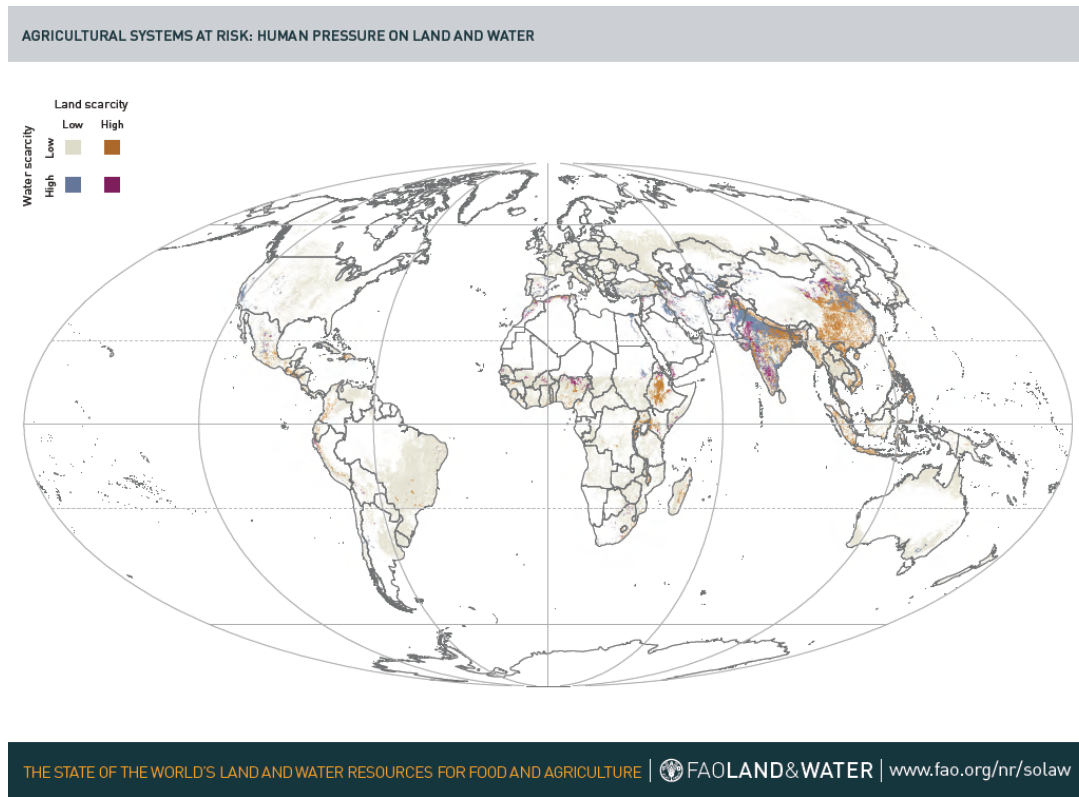 AGRICULTURAL SYSTEMS AT RISK: HUMAN PRESSURE ON LAND AND WATER
Land scarcity
Low High
Water scarcity
Low
High
THE STATE OF THE WORLD'S LAND AND WATER RESOURCES FOR FOOD AND AGRICULTURE | FAOLAND&WATER | www.fao.org/nr/solaw